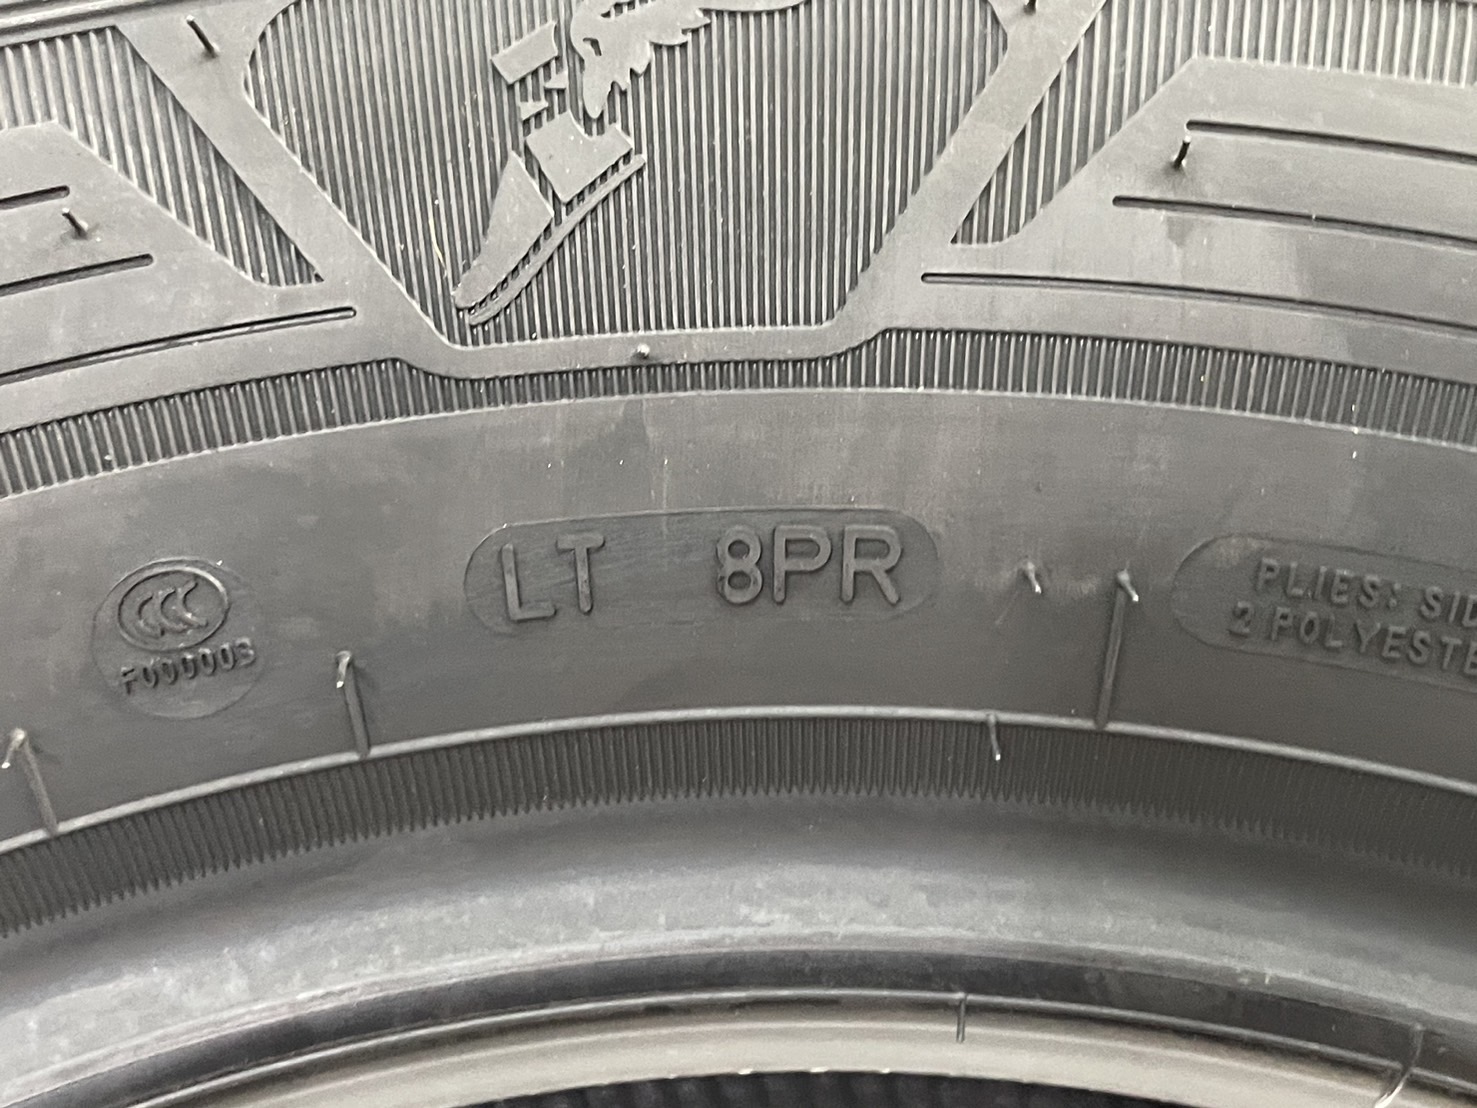 LT 8PR
CCC
F000003
PLIES: SID
2 POLYESTE